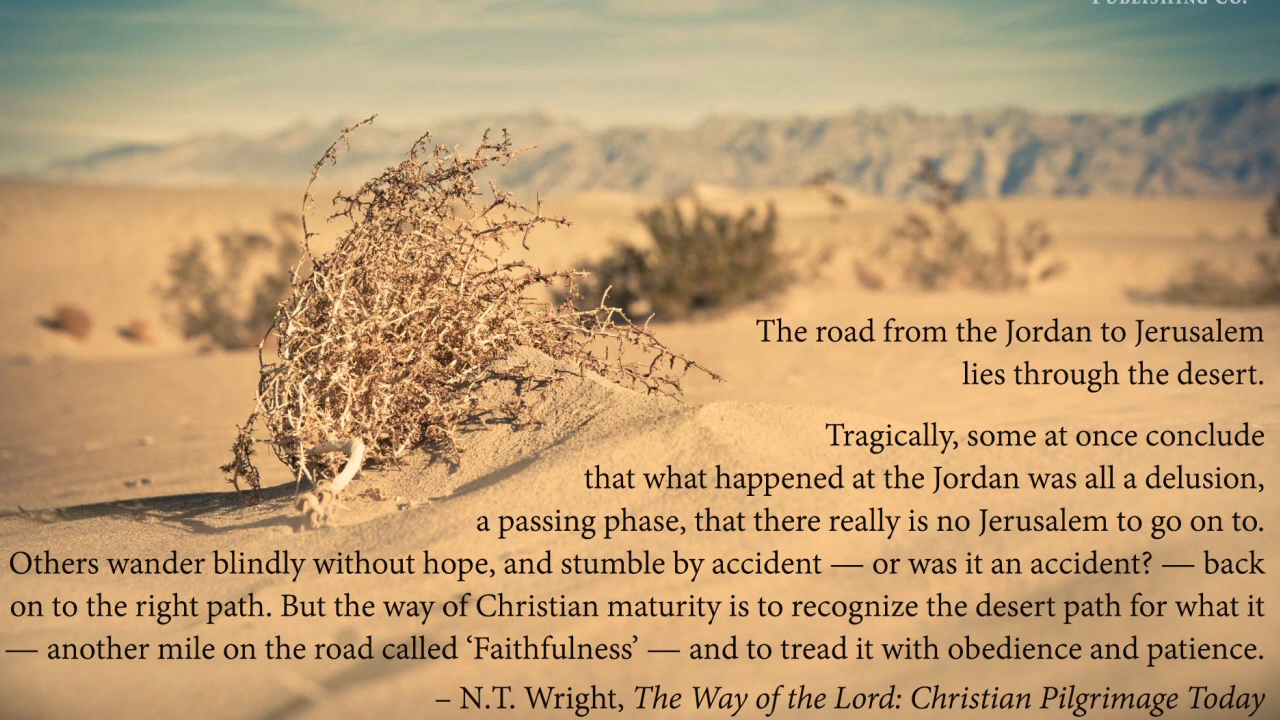 PUBLISHING CO.
The road from the Jordan to Jerusalem
lies through the desert.
Tragically, some at once conclude
that what happened at the Jordan was all a delusion,
a passing phase, that there really is no Jerusalem to go on to.
Others wander blindly without hope, and stumble by accident — or was it an accident? — back
on to the right path. But the way of Christian maturity is to recognize the desert path for what it
— another mile on the road called ‘Faithfulness’ — and to tread it with obedience and patience.
– N.T. Wright, The Way of the Lord: Christian Pilgrimage Today